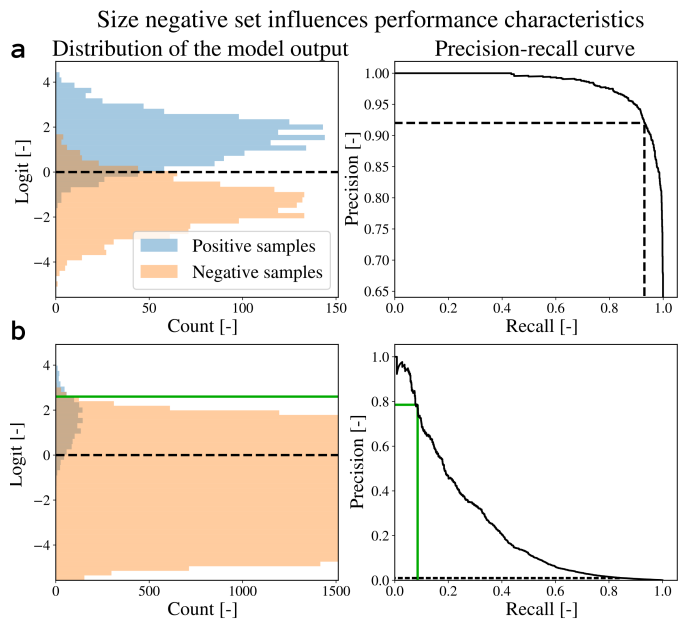 Size negative set influences performance characteristics
a
Distribution of the model output
Logit [-]
4
2
0
−2
−4
Positive samples
Negative samples
0
50
100
150
Count [-]
Precision-recall curve
Precision [-]
1.00
0.95
0.90
0.85
0.80
0.75
0.70
0.65
0.0
0.2
0.4
0.6
0.8
1.0
Recall [-]
b
Logit [-]
4
2
0
−2
−4
0
500
1000
1500
Count [-]
Precision [-]
1.0
0.8
0.6
0.4
0.2
0.0
0.0
0.2
0.4
0.6
0.8
1.0
Recall [-]